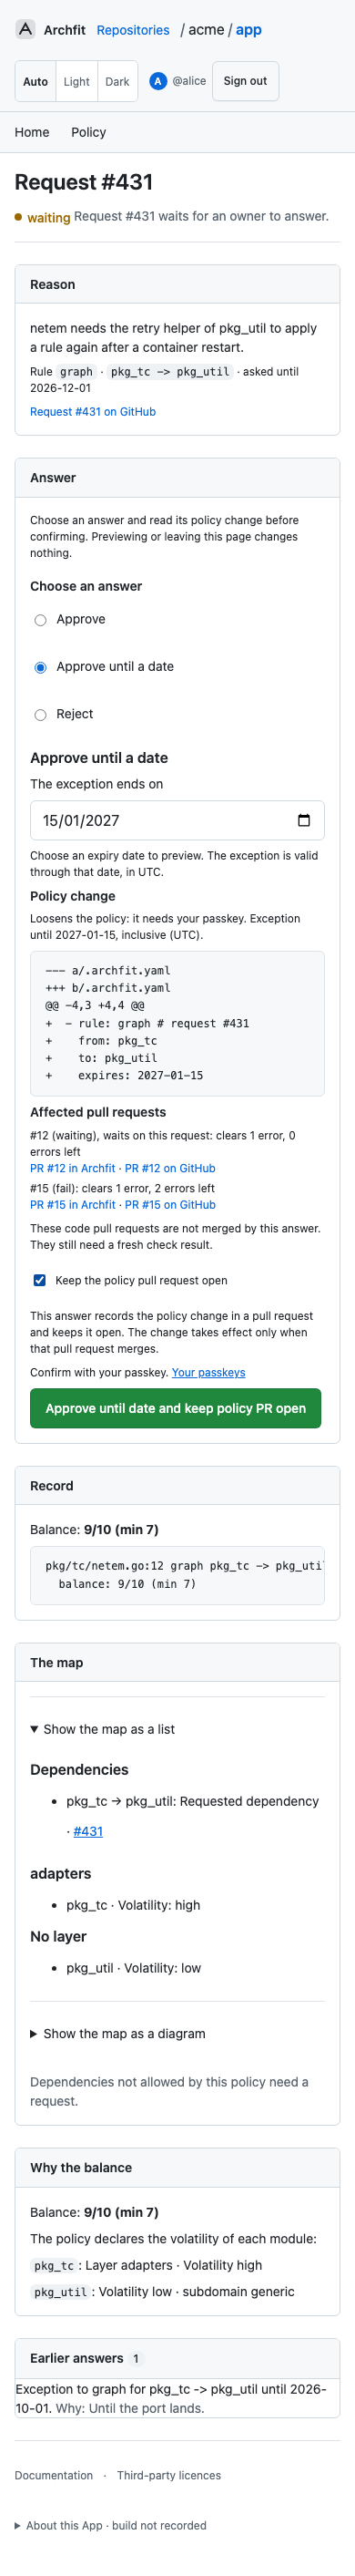 Archfit Repositories / acme / app
Auto Light Dark A @alice Sign out
Home Policy
Request #431
waiting Request #431 waits for an owner to answer.
Reason
netem needs the retry helper of pkg_util to apply
a rule again after a container restart.
Rule graph · pkg_tc -> pkg_util · asked until
2026-12-01
Request #431 on GitHub
Answer
Choose an answer and read its policy change before
confirming. Previewing or leaving this page changes
nothing.
Choose an answer
Approve
Approve until a date
Reject
Approve until a date
The exception ends on
15/01/2027
Choose an expiry date to preview. The exception is valid
through that date, in UTC.
Policy change
Loosens the policy: it needs your passkey. Exception
until 2027-01-15, inclusive (UTC).
--- a/.archfit.yaml
+++ b/.archfit.yaml
@@ -4,3 +4,4 @@
+  - rule: graph # request #431
+    from: pkg_tc
+    to: pkg_util
+    expires: 2027-01-15
Affected pull requests
#12 (waiting), waits on this request: clears 1 error, 0
errors left
PR #12 in Archfit · PR #12 on GitHub
#15 (fail): clears 1 error, 2 errors left
PR #15 in Archfit · PR #15 on GitHub
These code pull requests are not merged by this answer.
They still need a fresh check result.
Keep the policy pull request open
This answer records the policy change in a pull request
and keeps it open. The change takes effect only when
that pull request merges.
Confirm with your passkey. Your passkeys
Approve until date and keep policy PR open
Record
Balance: 9/10 (min 7)
pkg/tc/netem.go:12 graph pkg_tc -> pkg_util
balance: 9/10 (min 7)
The map
▼ Show the map as a list
Dependencies
• pkg_tc → pkg_util: Requested dependency
· #431
adapters
• pkg_tc · Volatility: high
No layer
• pkg_util · Volatility: low
▶ Show the map as a diagram
Dependencies not allowed by this policy need a
request.
Why the balance
Balance: 9/10 (min 7)
The policy declares the volatility of each module:
pkg_tc: Layer adapters · Volatility high
pkg_util: Volatility low · subdomain generic
Earlier answers 1
Exception to graph for pkg_tc -> pkg_util until 2026-
10-01. Why: Until the port lands.
Documentation · Third-party licences
▶ About this App · build not recorded